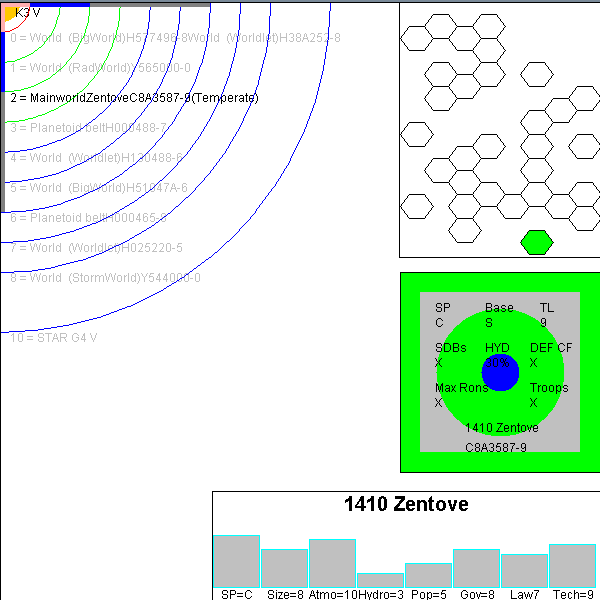 K3 V
0 = World (BigWorld)H577496-8World (Worldlet)H38A252-8
1 = World (RadWorld)Y565000-0
2 = MainworldZentoveC8A3587-9(Temperate)
3 = Planetoid beltH000488-7
4 = World (Worldlet)H130488-6
5 = World (BigWorld)H51047A-6
6 = Planetoid beltH000465-8
7 = World (Worldlet)H025220-5
8 = World (StormWorld)Y544000-0
10 = STAR G4 V
SP Base TL
C S 9
SDBs HYD DEF CF
X 30% X
Max Rons Troops
X X
1410 Zentove
C8A3587-9
1410 Zentove
SP=C Size=8 Atmo=10 Hydro=3 Pop=5 Gov=8 Law7 Tech=9